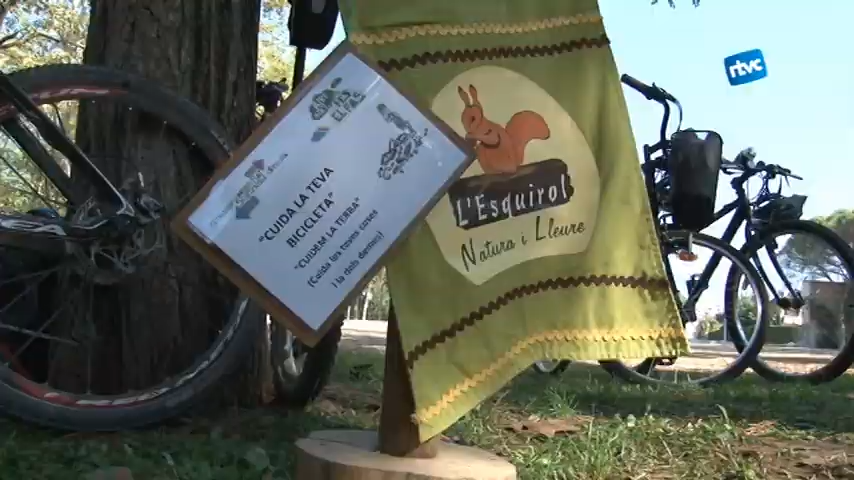 rtvc
"CUIDA LA TEVA
BICICLETA"
"CUIDEM LA TERRA"
(Cuida les teves coses
i la dels demés)
L'Esquirol
Natura i Lleure